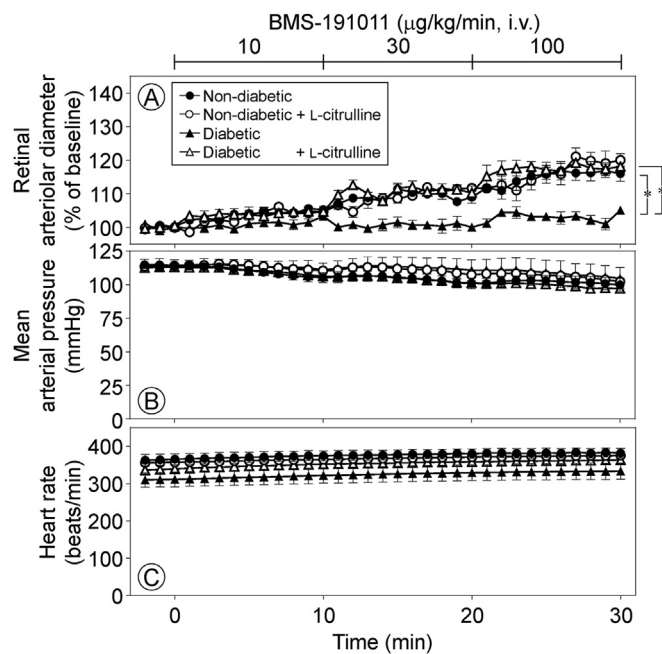 BMS-191011 (μg/kg/min, i.v.)
10 30 100
A
Non-diabetic
Non-diabetic + L-citrulline
Diabetic
Diabetic + L-citrulline
Retinal
arteriolar diameter
(% of baseline)
140
130
120
110
100
* *
B
Mean
arterial pressure
(mmHg)
125
100
75
50
25
0
C
Heart rate
(beats/min)
400
300
200
100
0
0 10 20 30
Time (min)